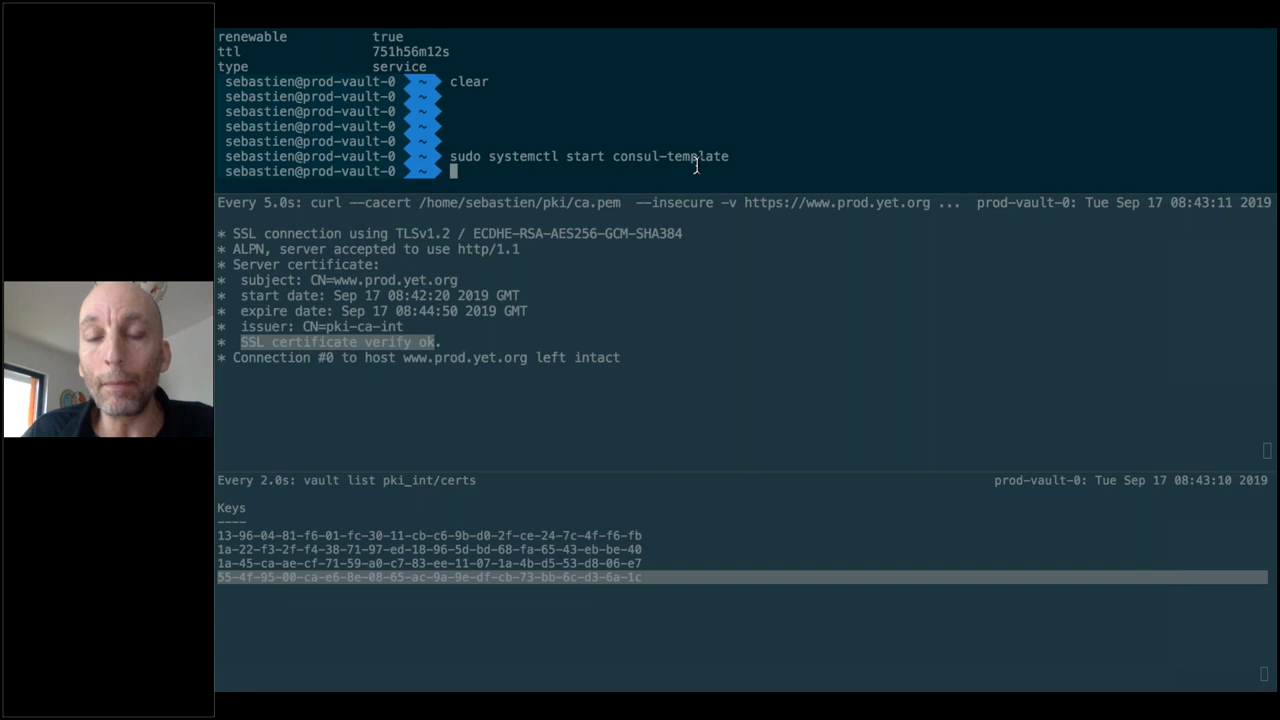 renewable true
ttl 751h56m12s
type service
sebastien@prod-vault-0 ~ clear
sebastien@prod-vault-0 ~
sebastien@prod-vault-0 ~
sebastien@prod-vault-0 ~
sebastien@prod-vault-0 ~
sebastien@prod-vault-0 ~ sudo systemctl start consul-template
sebastien@prod-vault-0 ~
Every 5.0s: curl --cacert /home/sebastien/pki/ca.pem --insecure -v https://www.prod.yet.org ... prod-vault-0: Tue Sep 17 08:43:11 2019
* SSL connection using TLSv1.2 / ECDHE-RSA-AES256-GCM-SHA384
* ALPN, server accepted to use http/1.1
* Server certificate:
* subject: CN=www.prod.yet.org
* start date: Sep 17 08:42:20 2019 GMT
* expire date: Sep 17 08:44:50 2019 GMT
* issuer: CN=pki-ca-int
* SSL certificate verify ok.
* Connection #0 to host www.prod.yet.org left intact
Every 2.0s: vault list pki_int/certs prod-vault-0: Tue Sep 17 08:43:10 2019
Keys
----
13-96-04-81-f6-01-fc-30-11-cb-c6-9b-d0-2f-ce-24-7c-4f-f6-fb
1a-22-f3-2f-f4-38-71-97-ed-18-96-5d-bd-68-fa-65-43-eb-be-40
1a-45-ca-ae-cf-71-59-a0-c7-83-ee-11-07-1a-4b-d5-53-d8-06-e7
55-4f-95-00-ca-e6-8e-08-65-ac-9a-9e-df-cb-73-bb-6c-d3-6a-1c